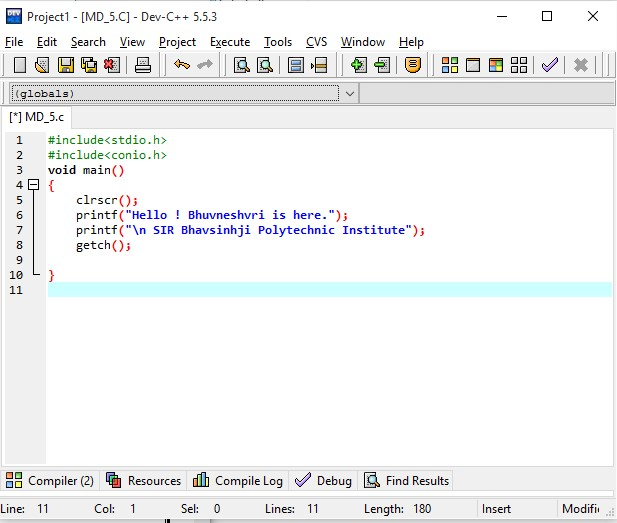 Project1 - [MD_5.C] - Dev-C++ 5.5.3
File Edit Search View Project Execute Tools CVS Window Help
(globals)
[*] MD_5.c
1 #include<stdio.h>
2 #include<conio.h>
3 void main()
4 {
5 clrscr();
6 printf("Hello ! Bhuvneshvri is here.");
7 printf("\n SIR Bhavsinhji Polytechnic Institute");
8 getch();
9
10 }
11
Compiler (2) Resources Compile Log Debug Find Results
Line: 11 Col: 1 Sel: 0 Lines: 11 Length: 180 Insert Modifi